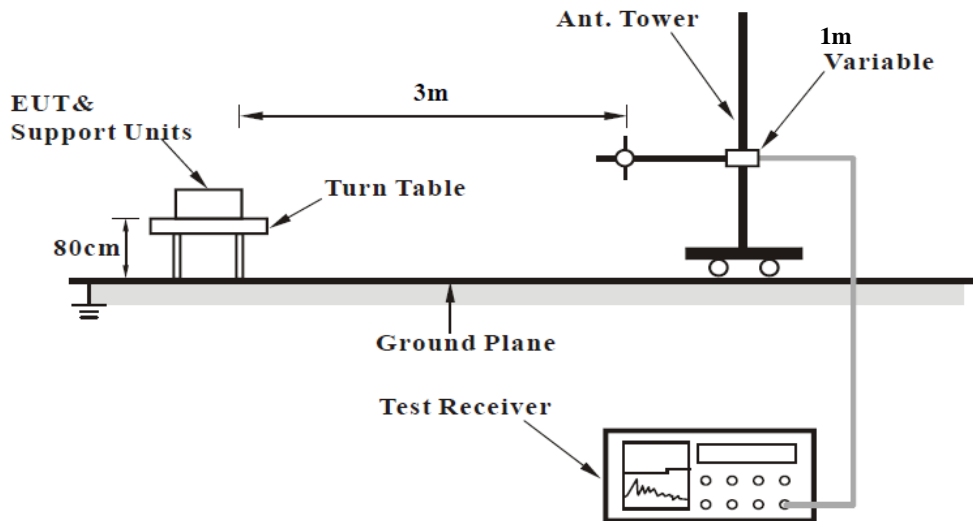 Ant. Tower
1m
Variable
3m
EUT&
Support Units
Turn Table
80cm
Ground Plane
Test Receiver